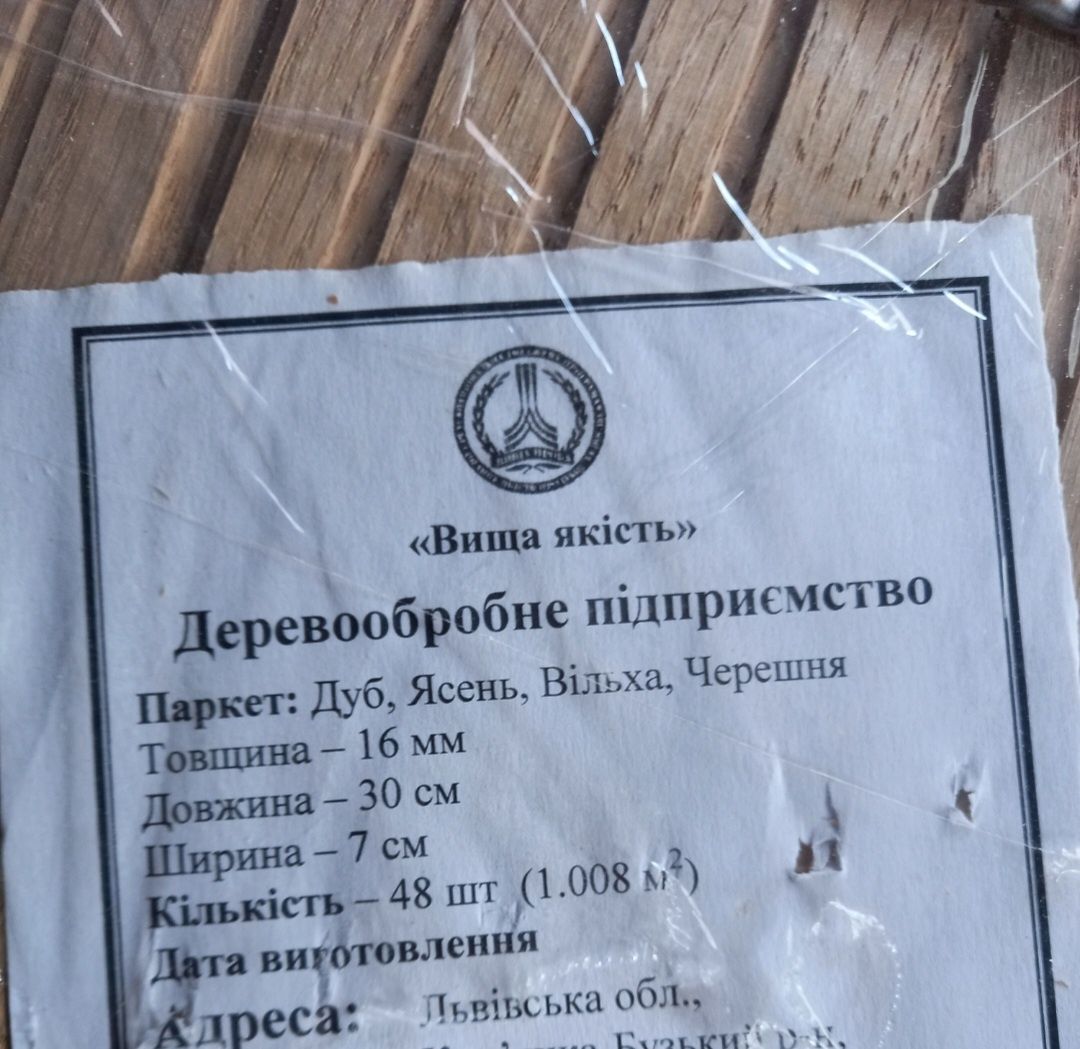 «Вища якість»
Деревообробне підприємство
Паркет: Дуб, Ясень, Вільха, Черешня
Товщина – 16 мм
Довжина – 30 см
Ширина – 7 см
Кількість – 48 шт (1.008 м²)
Дата виготовлення
Адреса: Львівська обл.,
Бузький р-н,